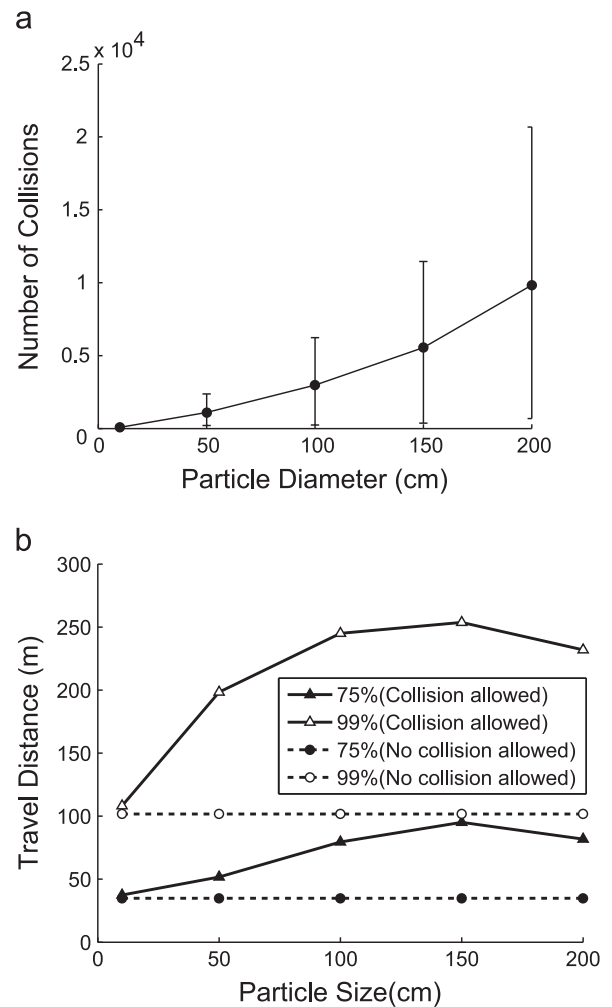 a
x 10^4
2.5
2
1.5
1
0.5
0
0 50 100 150 200
Number of Collisions
Particle Diameter (cm)
b
300
250
200
150
100
50
0
0 50 100 150 200
Travel Distance (m)
75%(Collision allowed)
99%(Collision allowed)
75%(No collision allowed)
99%(No collision allowed)
Particle Size(cm)